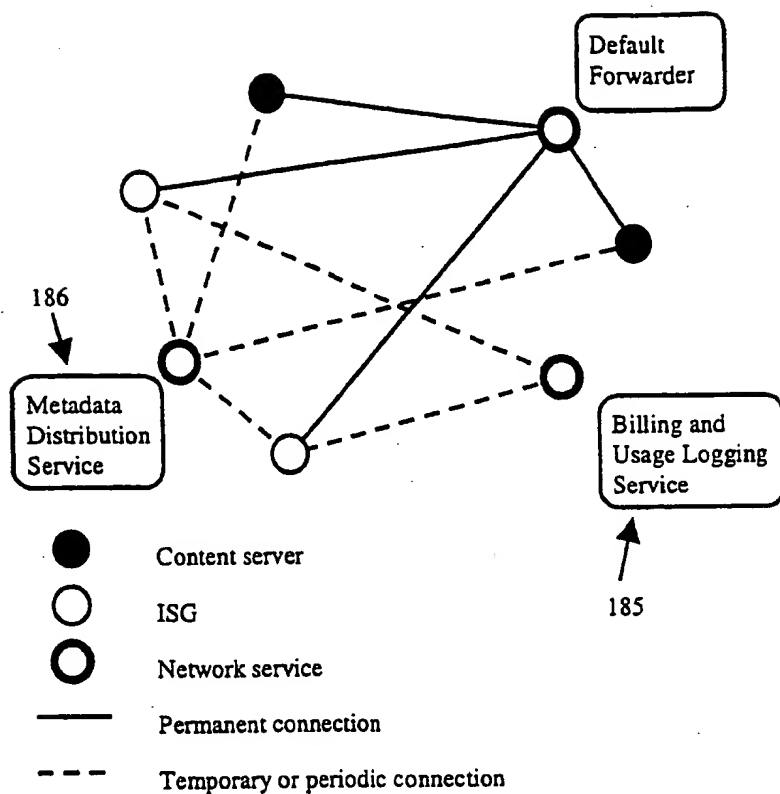 Default
Forwarder
186
Metadata
Distribution
Service
Billing and
Usage Logging
Service
185
Content server
ISG
Network service
Permanent connection
Temporary or periodic connection